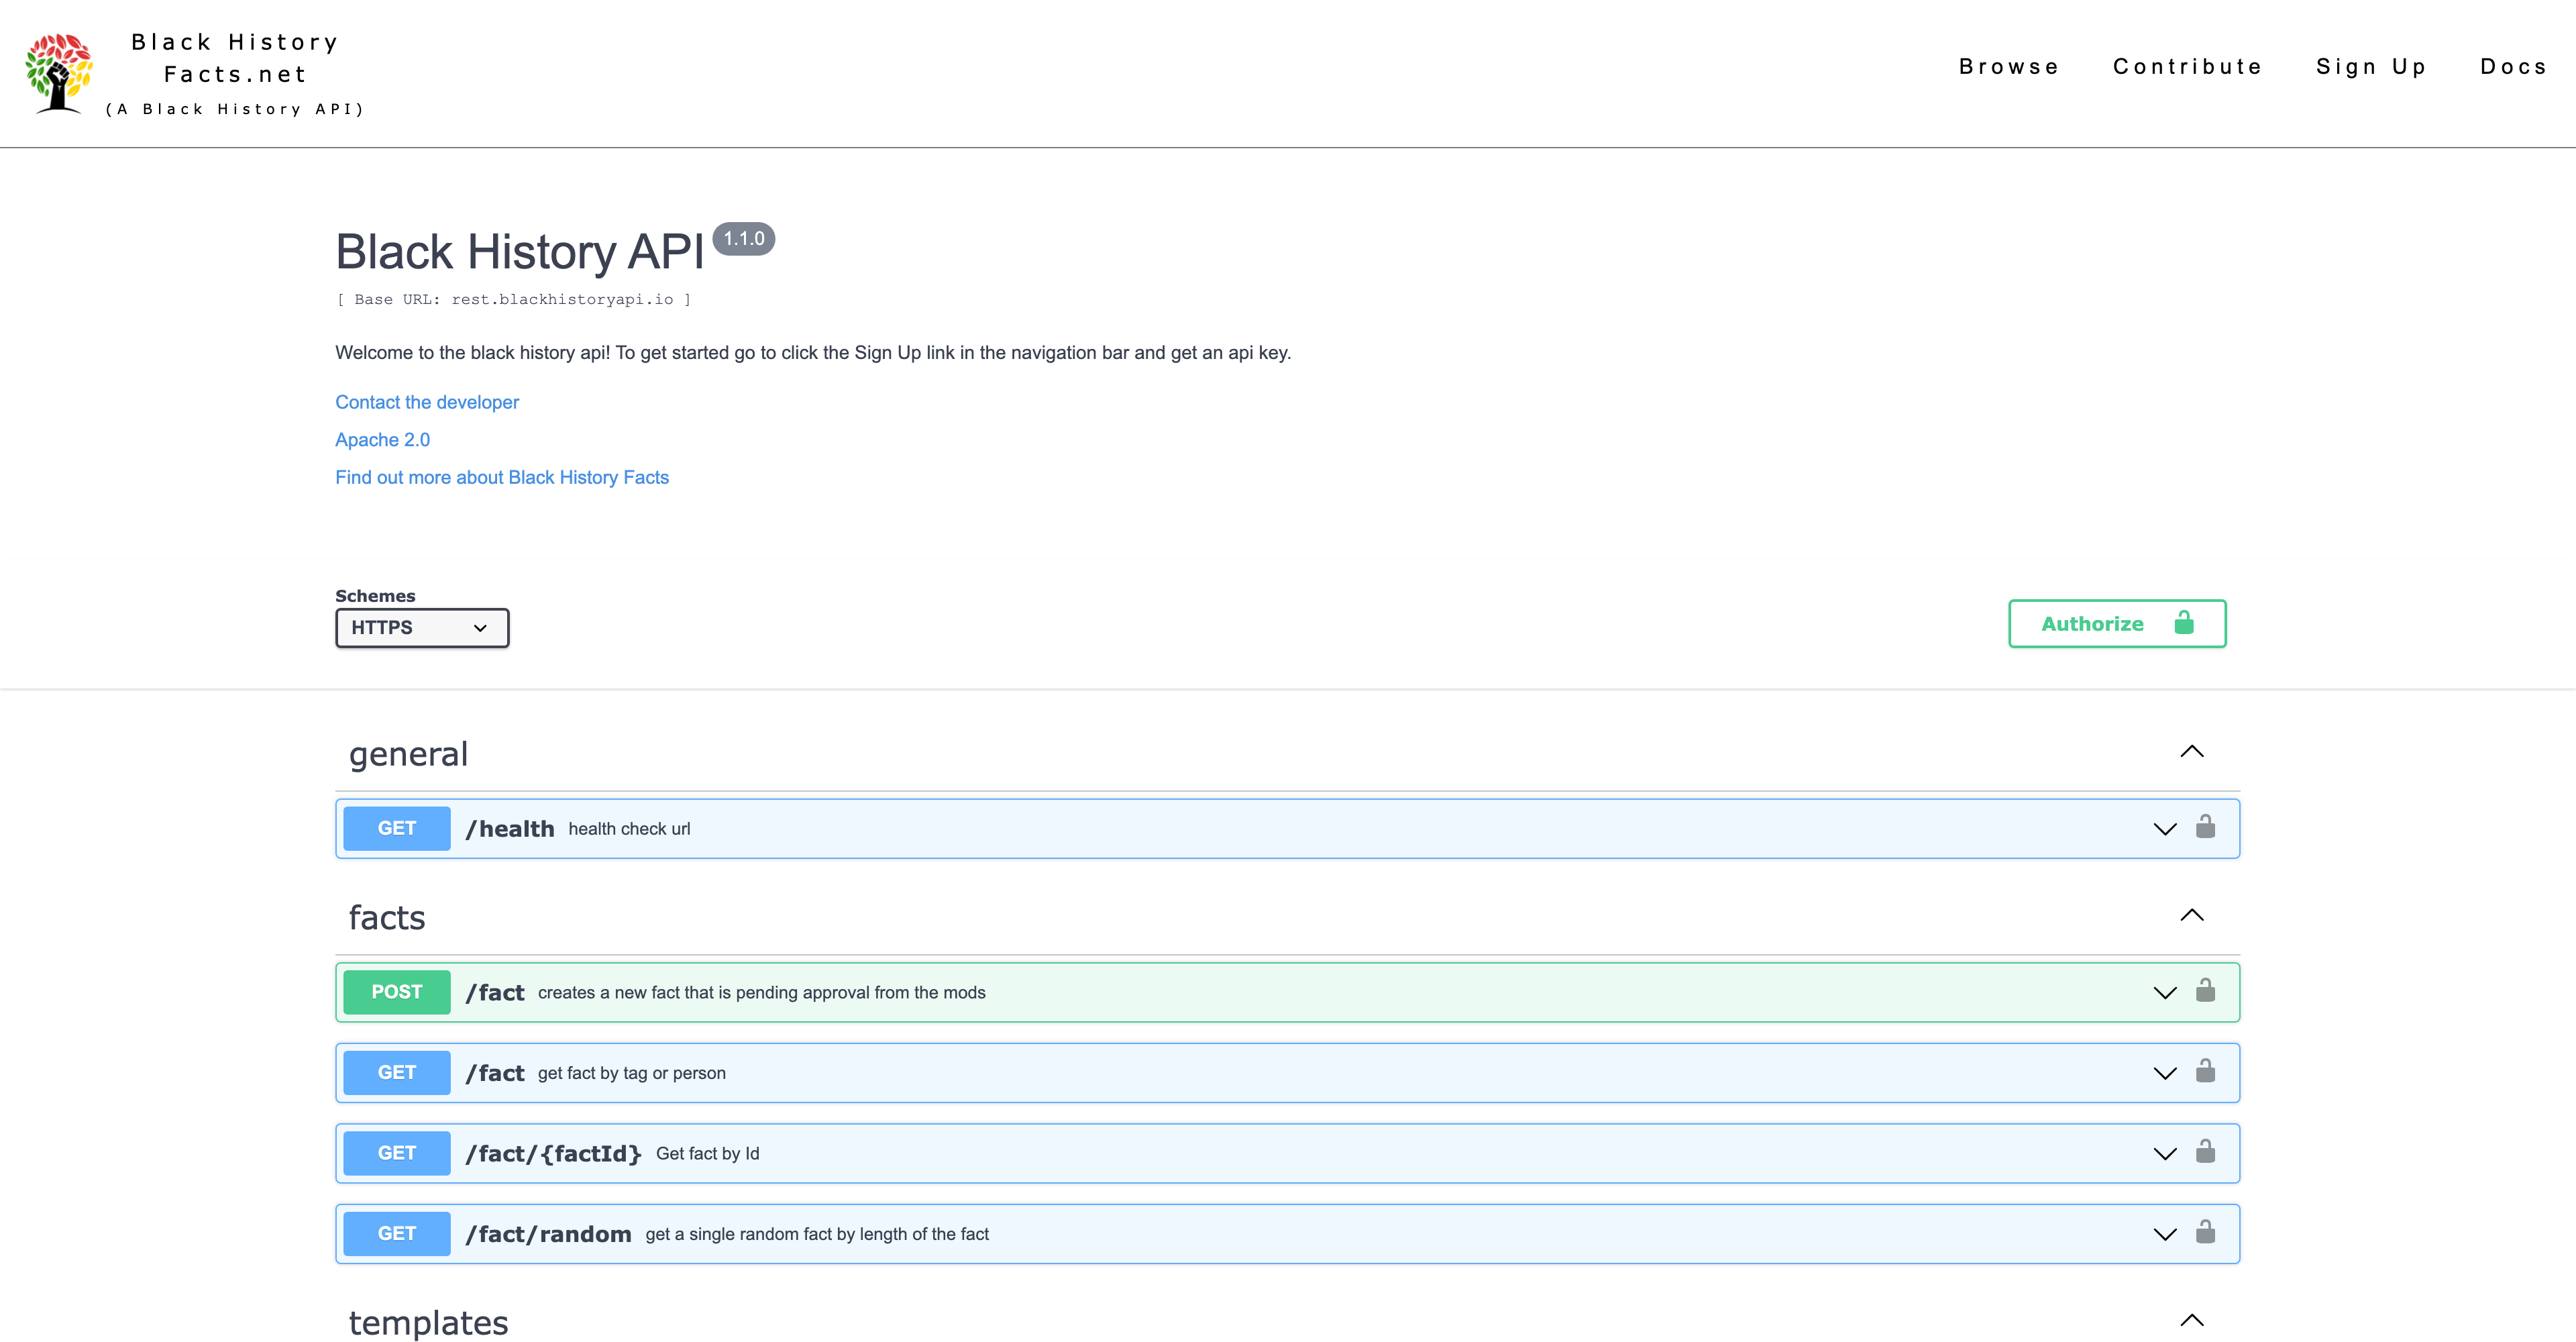 Black History
Facts.net
(A Black History API)
Browse Contribute Sign Up Docs
Black History API 1.1.0
[ Base URL: rest.blackhistoryapi.io ]
Welcome to the black history api! To get started go to click the Sign Up link in the navigation bar and get an api key.
Contact the developer
Apache 2.0
Find out more about Black History Facts
Schemes
HTTPS
Authorize
general
GET /health health check url
facts
POST /fact creates a new fact that is pending approval from the mods
GET /fact get fact by tag or person
GET /fact/{factId} Get fact by Id
GET /fact/random get a single random fact by length of the fact
templates